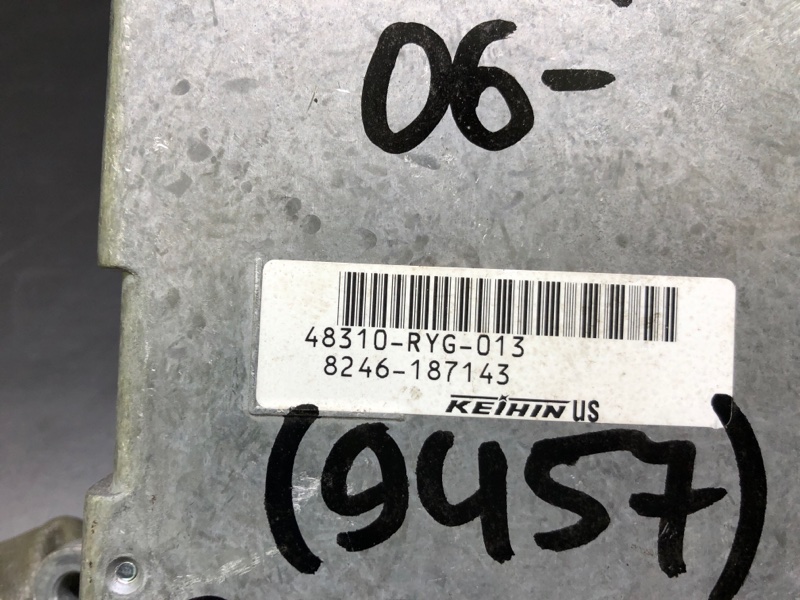 06-
48310-RYG-013
8246-187143
KEIHIN US
(9457)